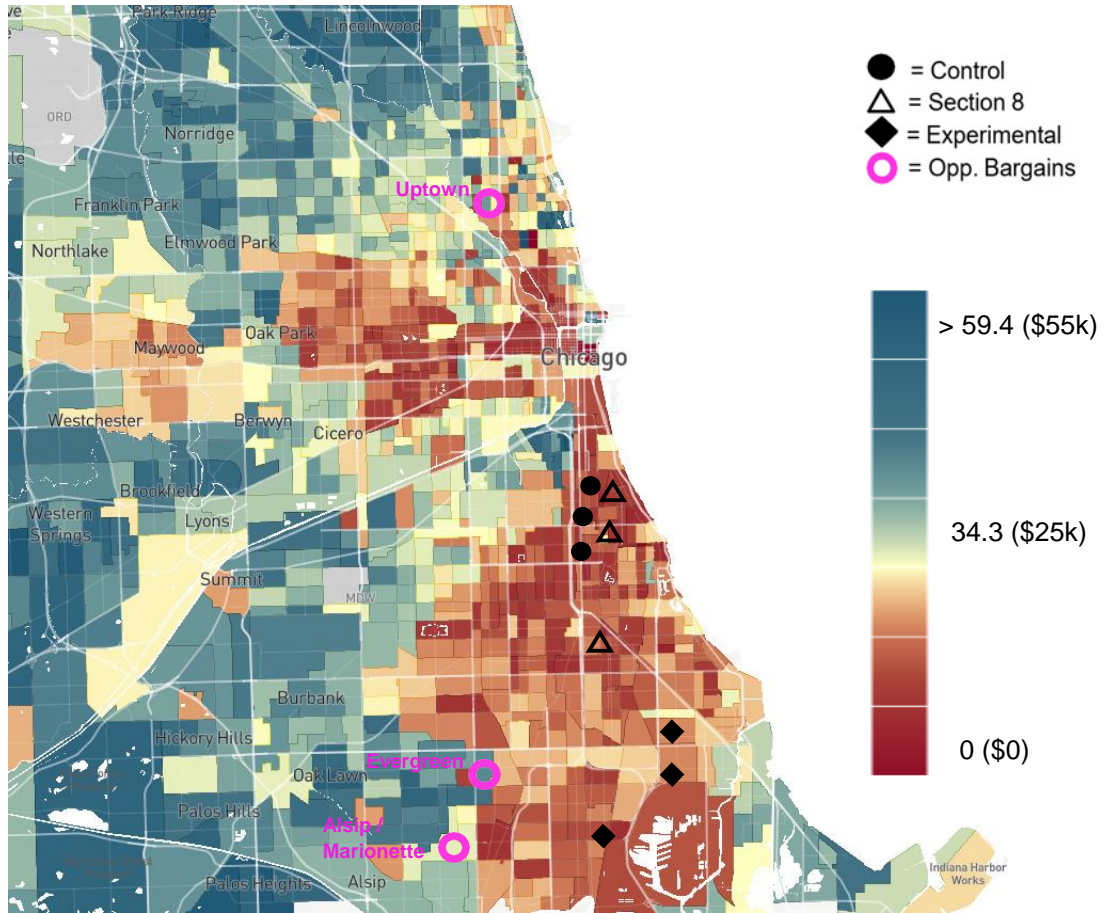 ve
Park Ridge
Lincolnwood
ORD
Norridge
lle
Uptown
Franklin Park
Elmwood Park
Northlake
Oak Park
Maywood
Chicago
Westchester
Berwyn
Cicero
Brookfield
Western
Springs
Lyons
Summit
MDW
Burbank
Hickory Hills
Evergreen
Oak Lawn
Palos Hills
Alsip /
Marionette
Palos Heights
Alsip
Indiana Harbor
Works
= Control
= Section 8
= Experimental
= Opp. Bargains
> 59.4 ($55k)
34.3 ($25k)
0 ($0)